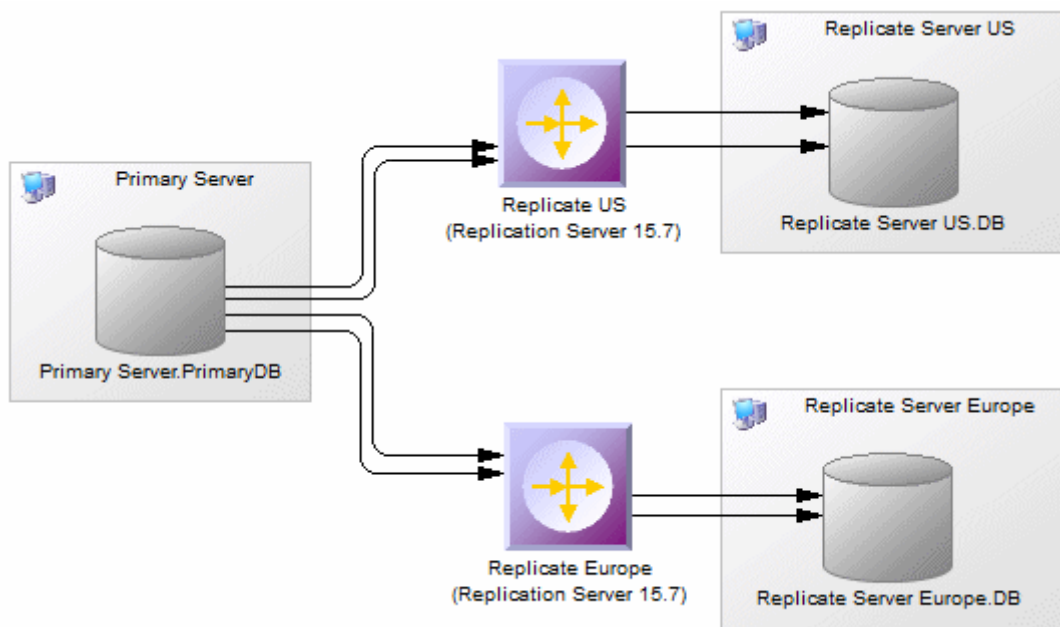 Primary Server
Primary Server.PrimaryDB
Replicate US
(Replication Server 15.7)
Replicate Server US
Replicate Server US.DB
Replicate Europe
(Replication Server 15.7)
Replicate Server Europe
Replicate Server Europe.DB